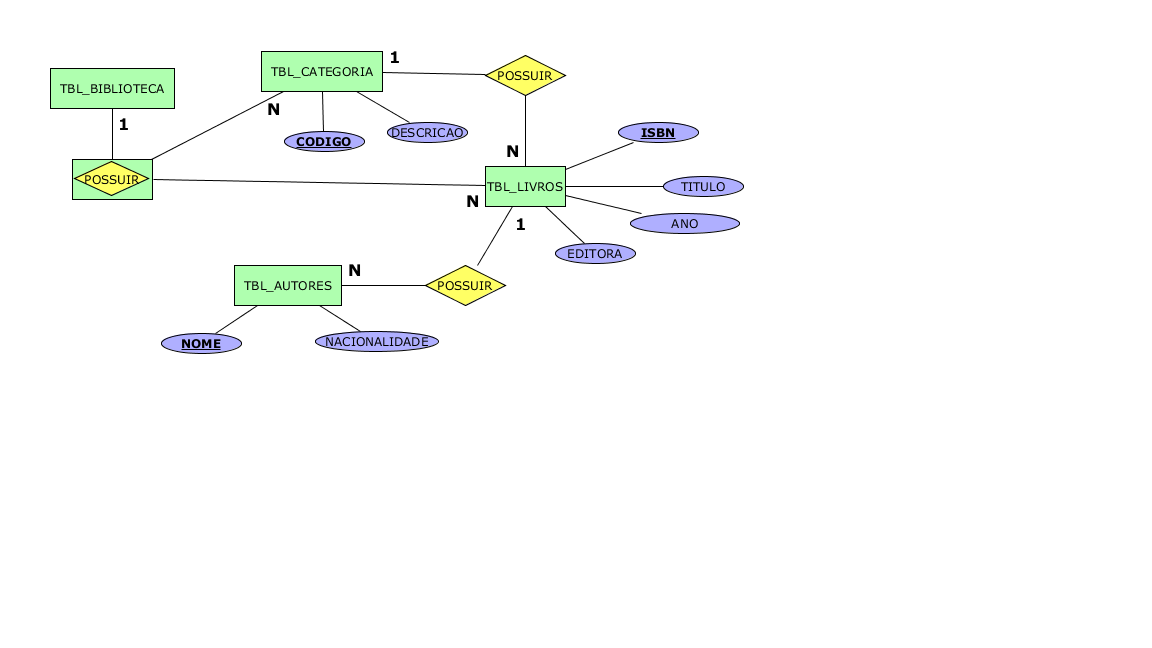 TBL_CATEGORIA
1
POSSUIR
TBL_BIBLIOTECA
N
1
CODIGO
DESCRICAO
ISBN
N
POSSUIR
TBL_LIVROS
TITULO
N
1
ANO
EDITORA
TBL_AUTORES
N
POSSUIR
NOME
NACIONALIDADE